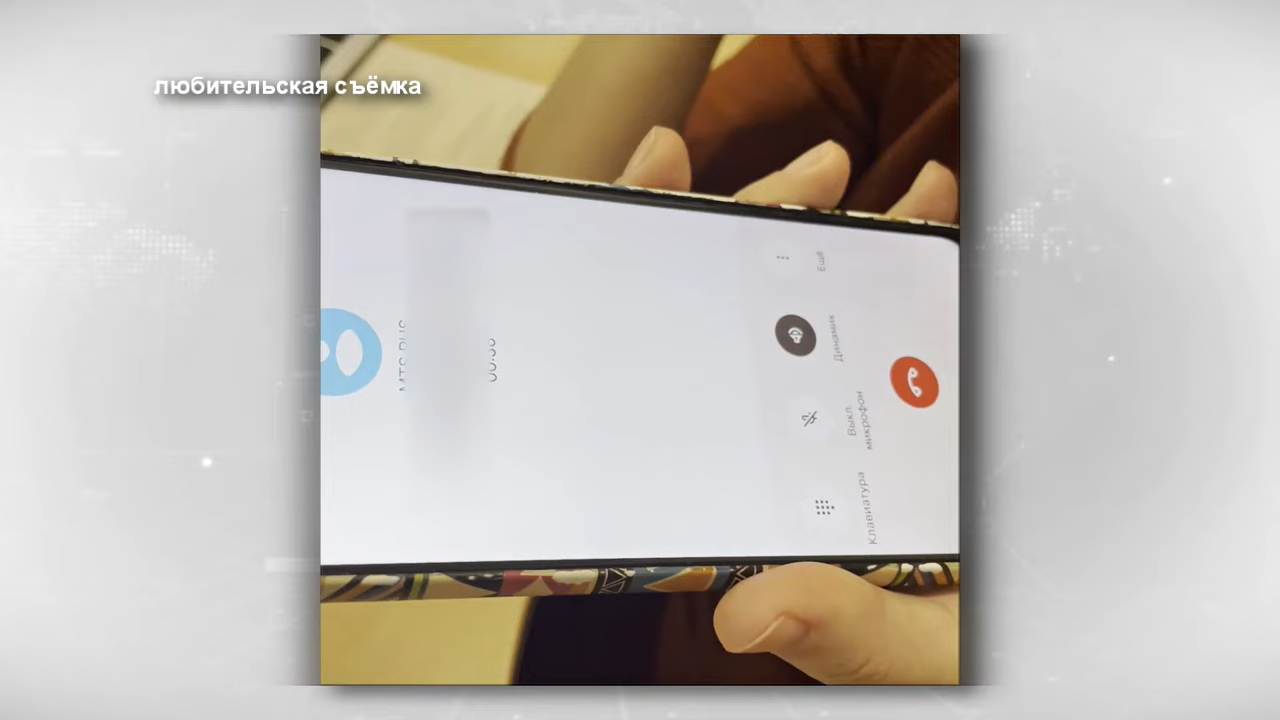 любительская съёмка
Ещё
Динамик
Выкл.
микрофон
Клавиатура